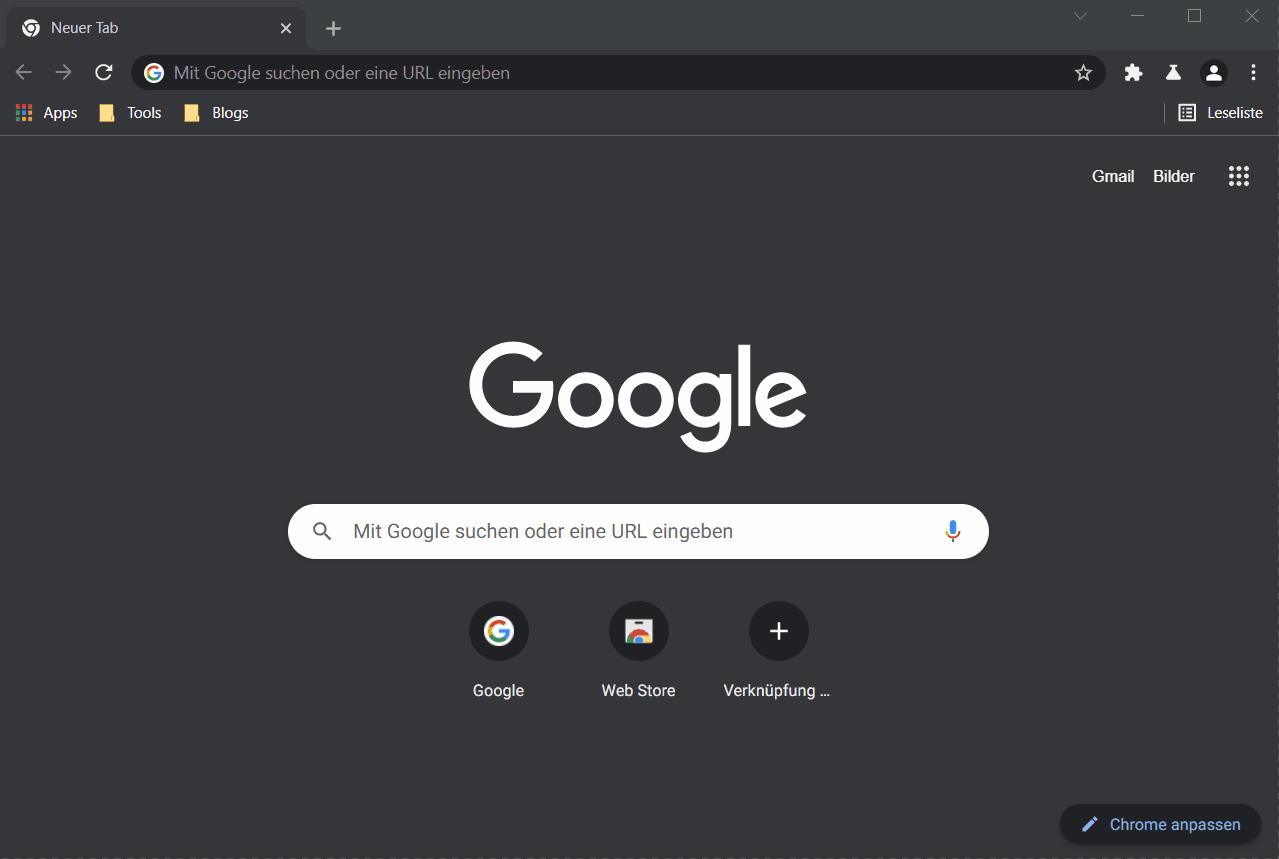 Neuer Tab
Mit Google suchen oder eine URL eingeben
Apps Tools Blogs Leseliste
Gmail Bilder
Google
Mit Google suchen oder eine URL eingeben
Google Web Store Verknüpfung ...
Chrome anpassen